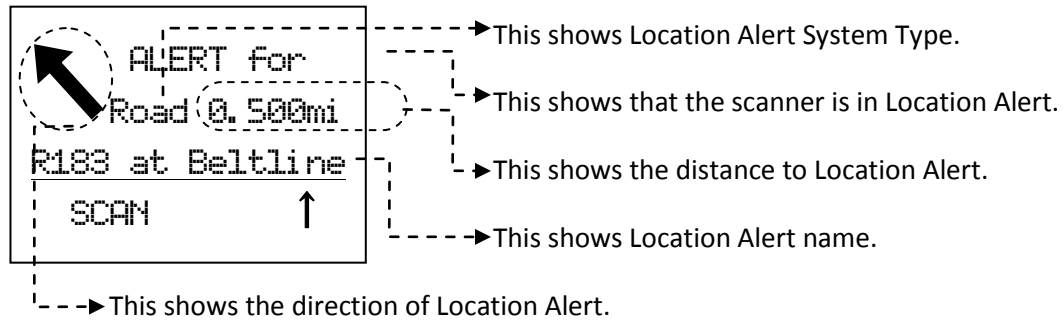 This shows Location Alert System Type.
ALERT for
This shows that the scanner is in Location Alert.
Road 0.500mi
R183 at Beltline
This shows the distance to Location Alert.
SCAN
This shows Location Alert name.
This shows the direction of Location Alert.